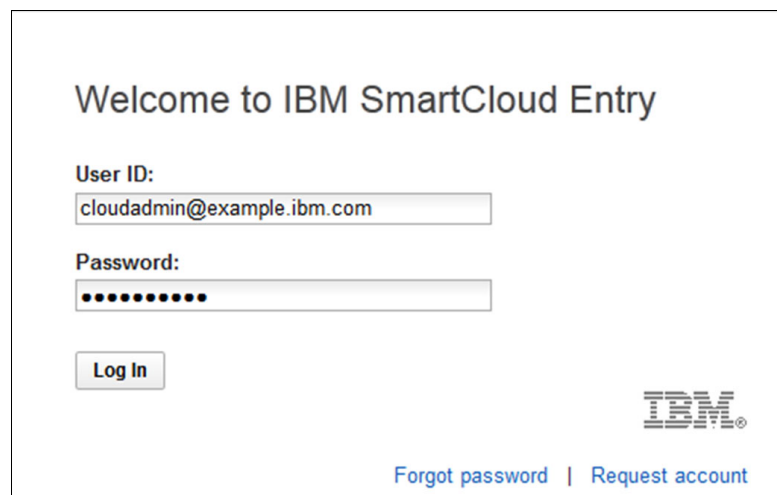 Welcome to IBM SmartCloud Entry
User ID:
cloudadmin@example.ibm.com
Password:
••••••••••
Log In
IBM®
Forgot password | Request account